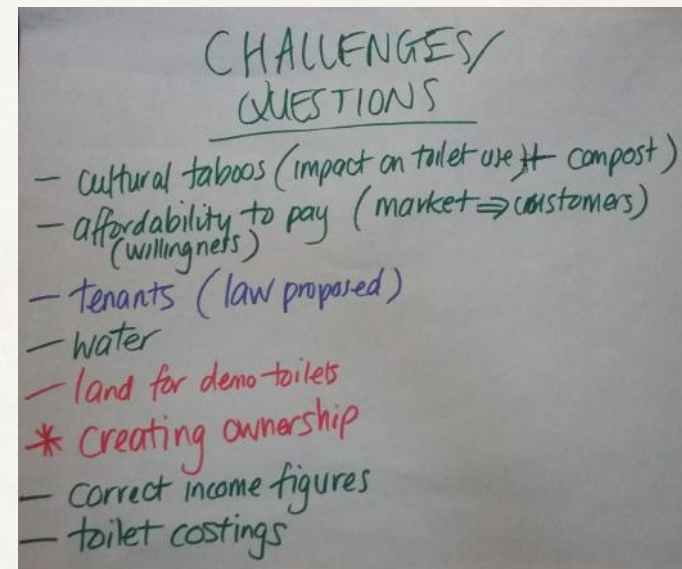 CHALLENGES/
QUESTIONS
- cultural taboos (impact on toilet use + compost)
- affordability to pay (market ⇒ customers)
(willingness)
- tenants (law proposed)
- water
- land for demo-toilets
* Creating ownership
- correct income figures
- toilet costings